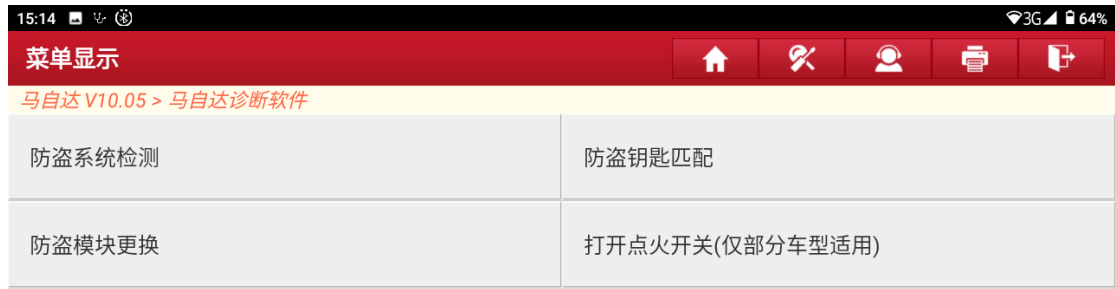 15:14 3G 64%
菜单显示
马自达 V10.05 > 马自达诊断软件
防盗系统检测 防盗钥匙匹配
防盗模块更换 打开点火开关(仅部分车型适用)